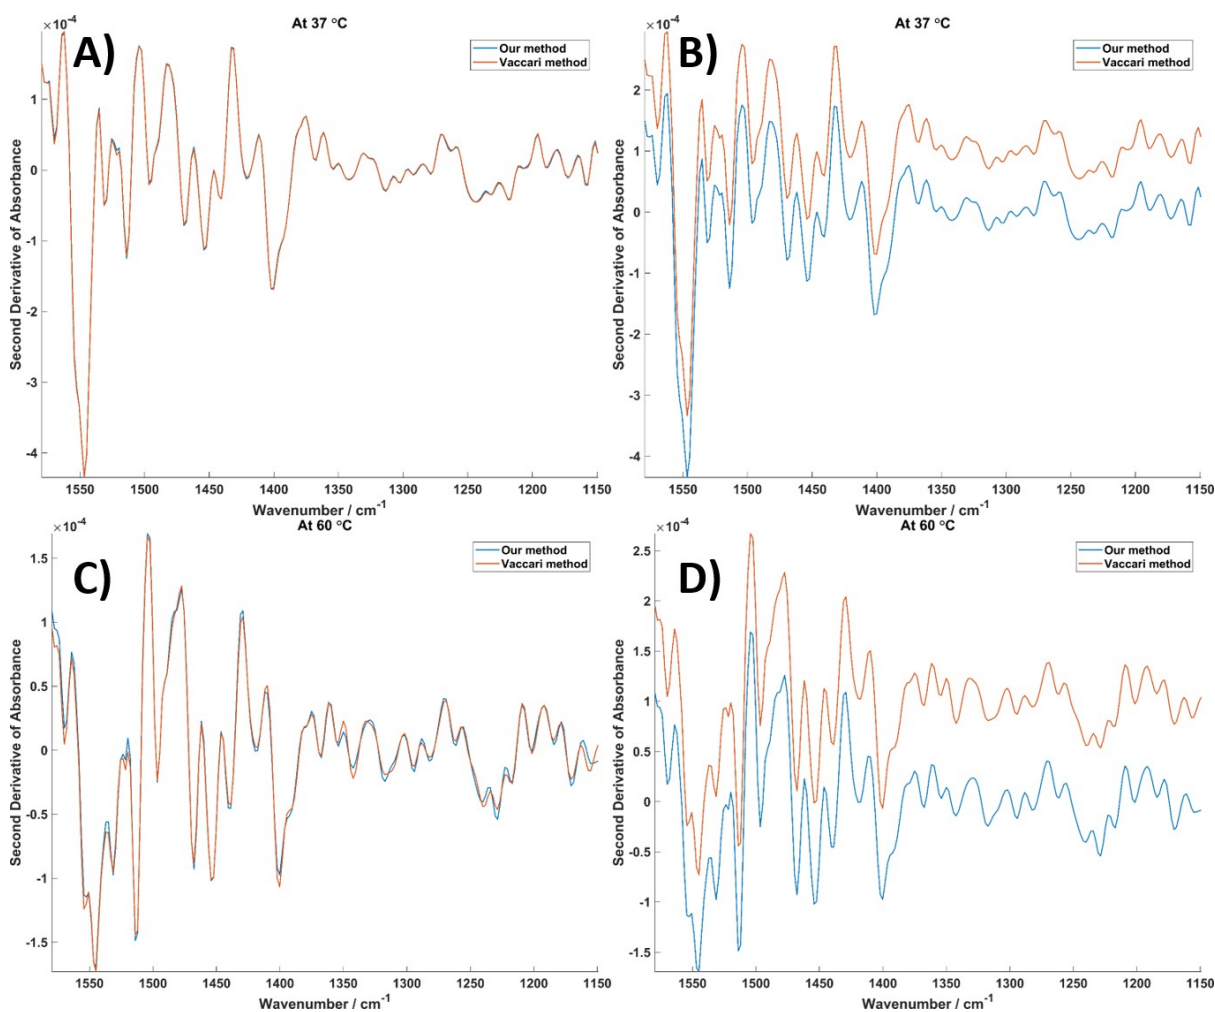 At 37 °C
×10⁻⁴
A)
Our method
Vaccari method
1
0
-1
-2
-3
-4
Second Derivative of Absorbance
1550 1500 1450 1400 1350 1300 1250 1200 1150
Wavenumber / cm⁻¹
At 37 °C
×10⁻⁴
B)
Our method
Vaccari method
2
1
0
-1
-2
-3
-4
Second Derivative of Absorbance
1550 1500 1450 1400 1350 1300 1250 1200 1150
Wavenumber / cm⁻¹
At 60 °C
×10⁻⁴
C)
Our method
Vaccari method
1.5
1
0.5
0
-0.5
-1
-1.5
Second Derivative of Absorbance
1550 1500 1450 1400 1350 1300 1250 1200 1150
Wavenumber / cm⁻¹
At 60 °C
×10⁻⁴
D)
Our method
Vaccari method
2.5
2
1.5
1
0.5
0
-0.5
-1
-1.5
Second Derivative of Absorbance
1550 1500 1450 1400 1350 1300 1250 1200 1150
Wavenumber / cm⁻¹